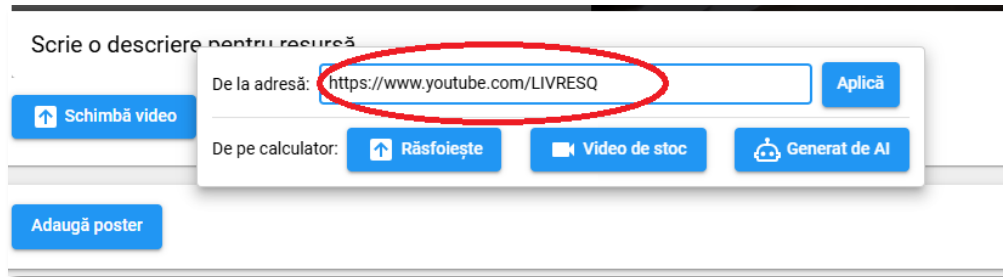 Scrie o descriere pentru resursă
De la adresă: https://www.youtube.com/LIVRESQ Aplică
Schimbă video
De pe calculator: Răsfoiește Video de stoc Generat de AI
Adaugă poster